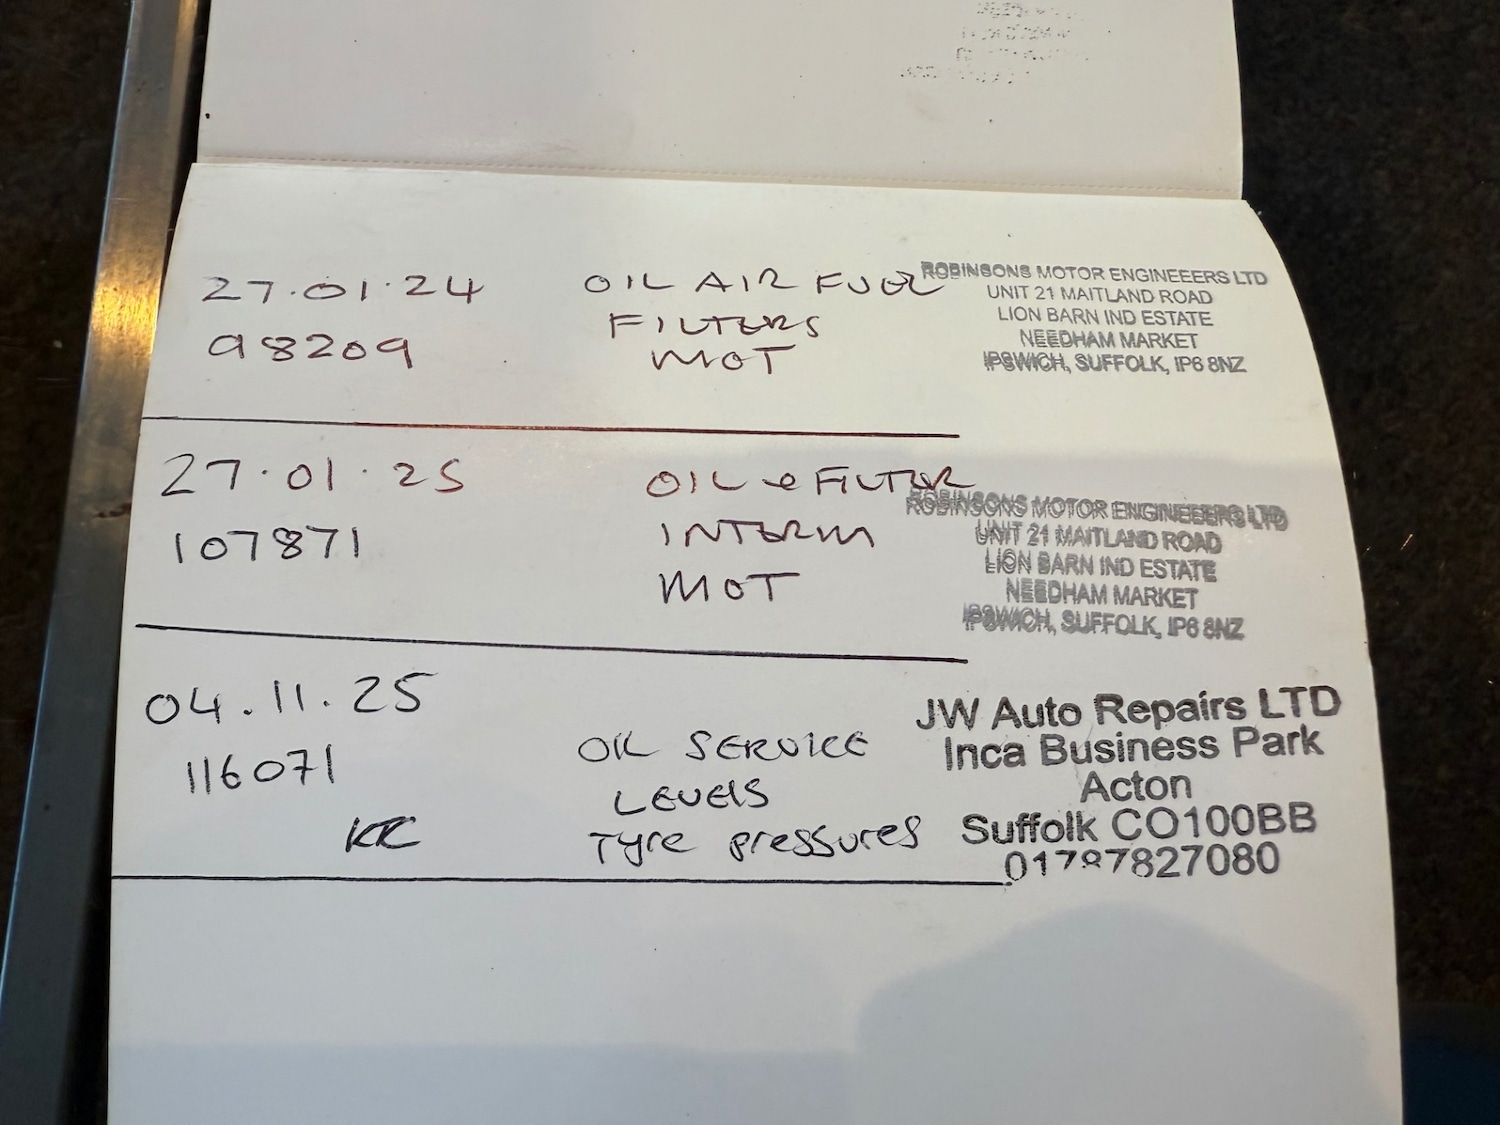 27.01.24
98209
OIL AIR FUEL
FILTERS
MOT
ROBINSONS MOTOR ENGINEEERS LTD
UNIT 21 MAITLAND ROAD
LION BARN IND ESTATE
NEEDHAM MARKET
IPSWICH, SUFFOLK, IP6 8NZ
27.01.25
107871
OIL & FILTER
INTERIM
MOT
ROBINSONS MOTOR ENGINEEERS LTD
UNIT 21 MAITLAND ROAD
LION BARN IND ESTATE
NEEDHAM MARKET
IPSWICH, SUFFOLK, IP6 8NZ
04.11.25
116071
OIL SERVICE
LEVELS
Tyre pressures
JW Auto Repairs LTD
Inca Business Park
Acton
Suffolk CO100BB
01787827080